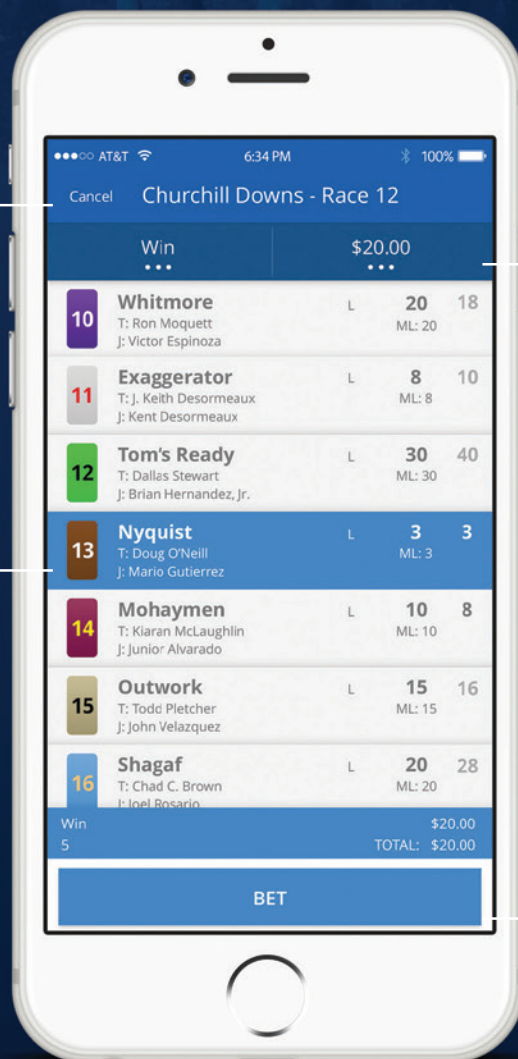 AT&T 6:34 PM 100%
Cancel Churchill Downs - Race 12
Win $20.00
10 Whitmore L 20 18
T: Ron Moquett ML: 20
J: Victor Espinoza
11 Exaggerator L 8 10
T: J. Keith Desormeaux ML: 8
J: Kent Desormeaux
12 Tom's Ready L 30 40
T: Dallas Stewart ML: 30
J: Brian Hernandez, Jr.
13 Nyquist L 3 3
T: Doug O'Neill ML: 3
J: Mario Gutierrez
14 Mohaymen L 10 8
T: Kiaran McLaughlin ML: 10
J: Junior Alvarado
15 Outwork L 15 16
T: Todd Pletcher ML: 15
J: John Velazquez
16 Shagaf L 20 28
T: Chad C. Brown ML: 20
J: Joel Rosario
Win $20.00
5 TOTAL: $20.00
BET